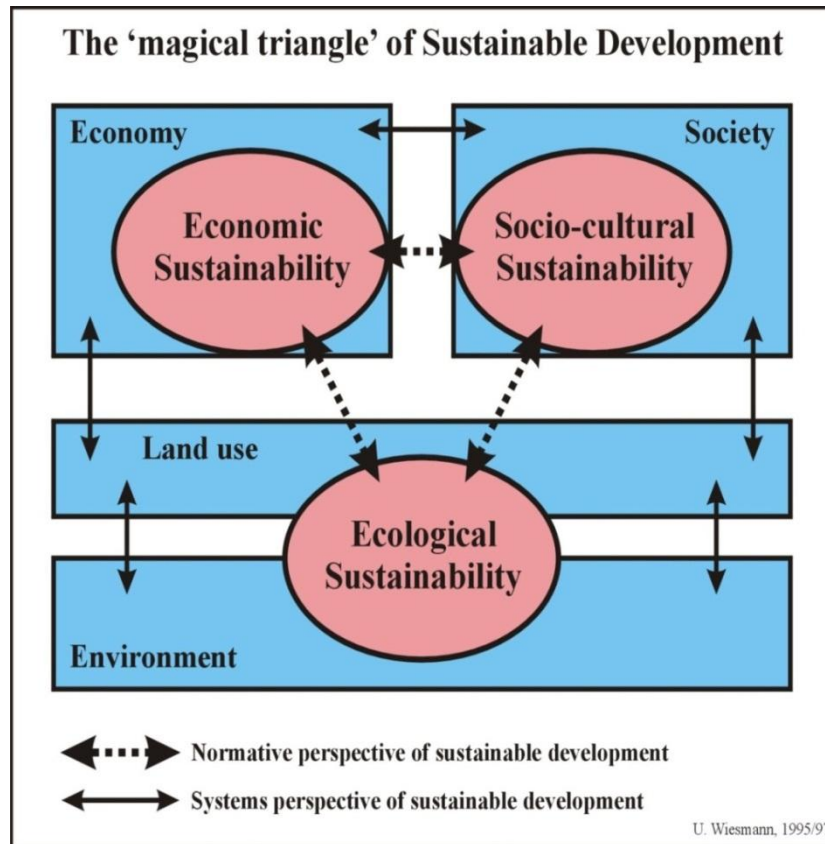 The ‘magical triangle’ of Sustainable Development
Economy
Society
Economic
Sustainability
Socio-cultural
Sustainability
Land use
Ecological
Sustainability
Environment
Normative perspective of sustainable development
Systems perspective of sustainable development
U. Wiesmann, 1995/97